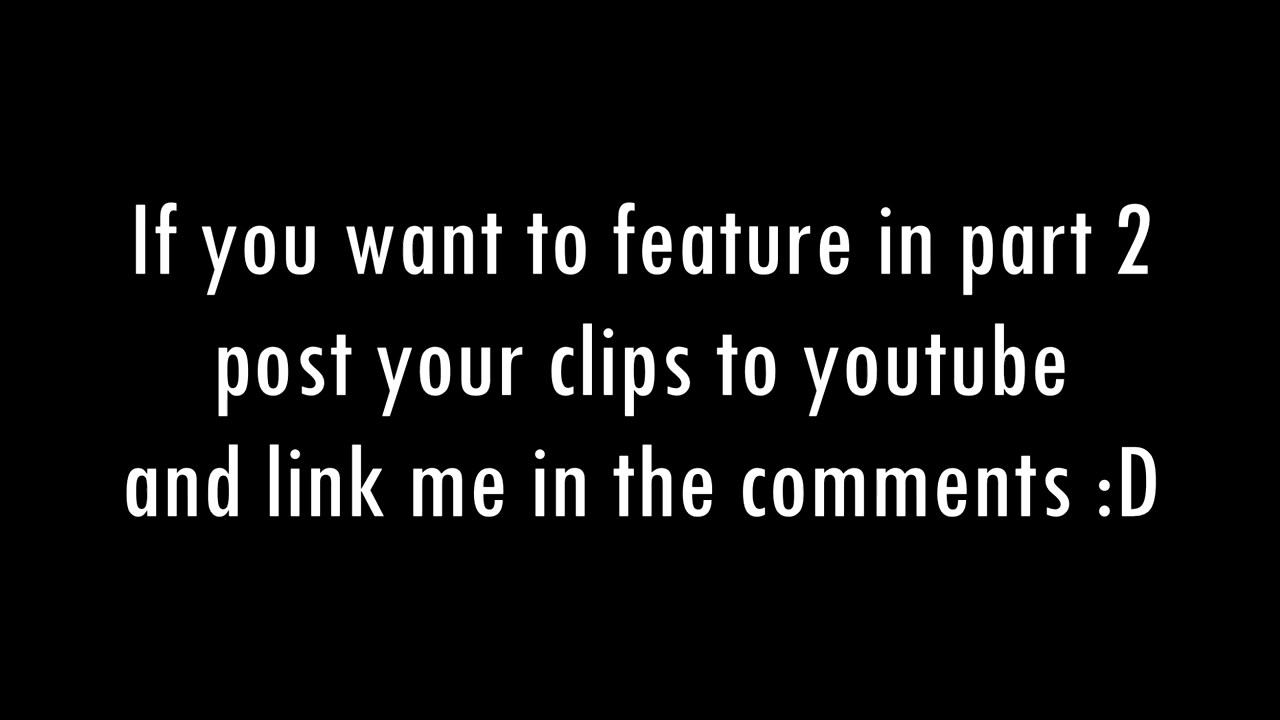 If you want to feature in part 2
post your clips to youtube
and link me in the comments :D